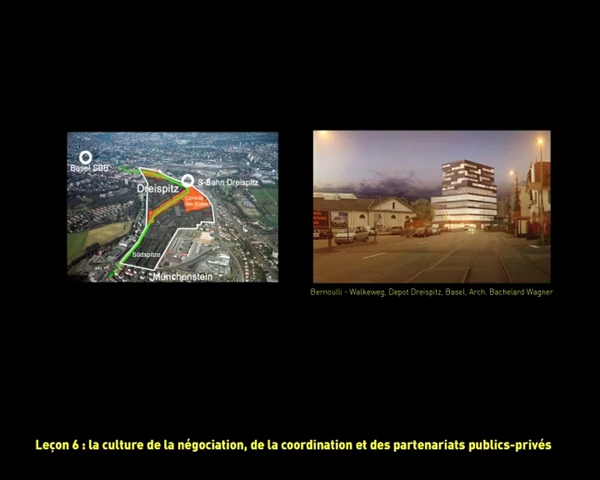 Basel SBB
S-Bahn Dreispitz
Dreispitz
Südspitze
Münchenstein
Bernoulli - Walkeweg, Depot Dreispitz, Basel, Arch. Bachelard Wagner
Leçon 6 : la culture de la négociation, de la coordination et des partenariats publics-privés